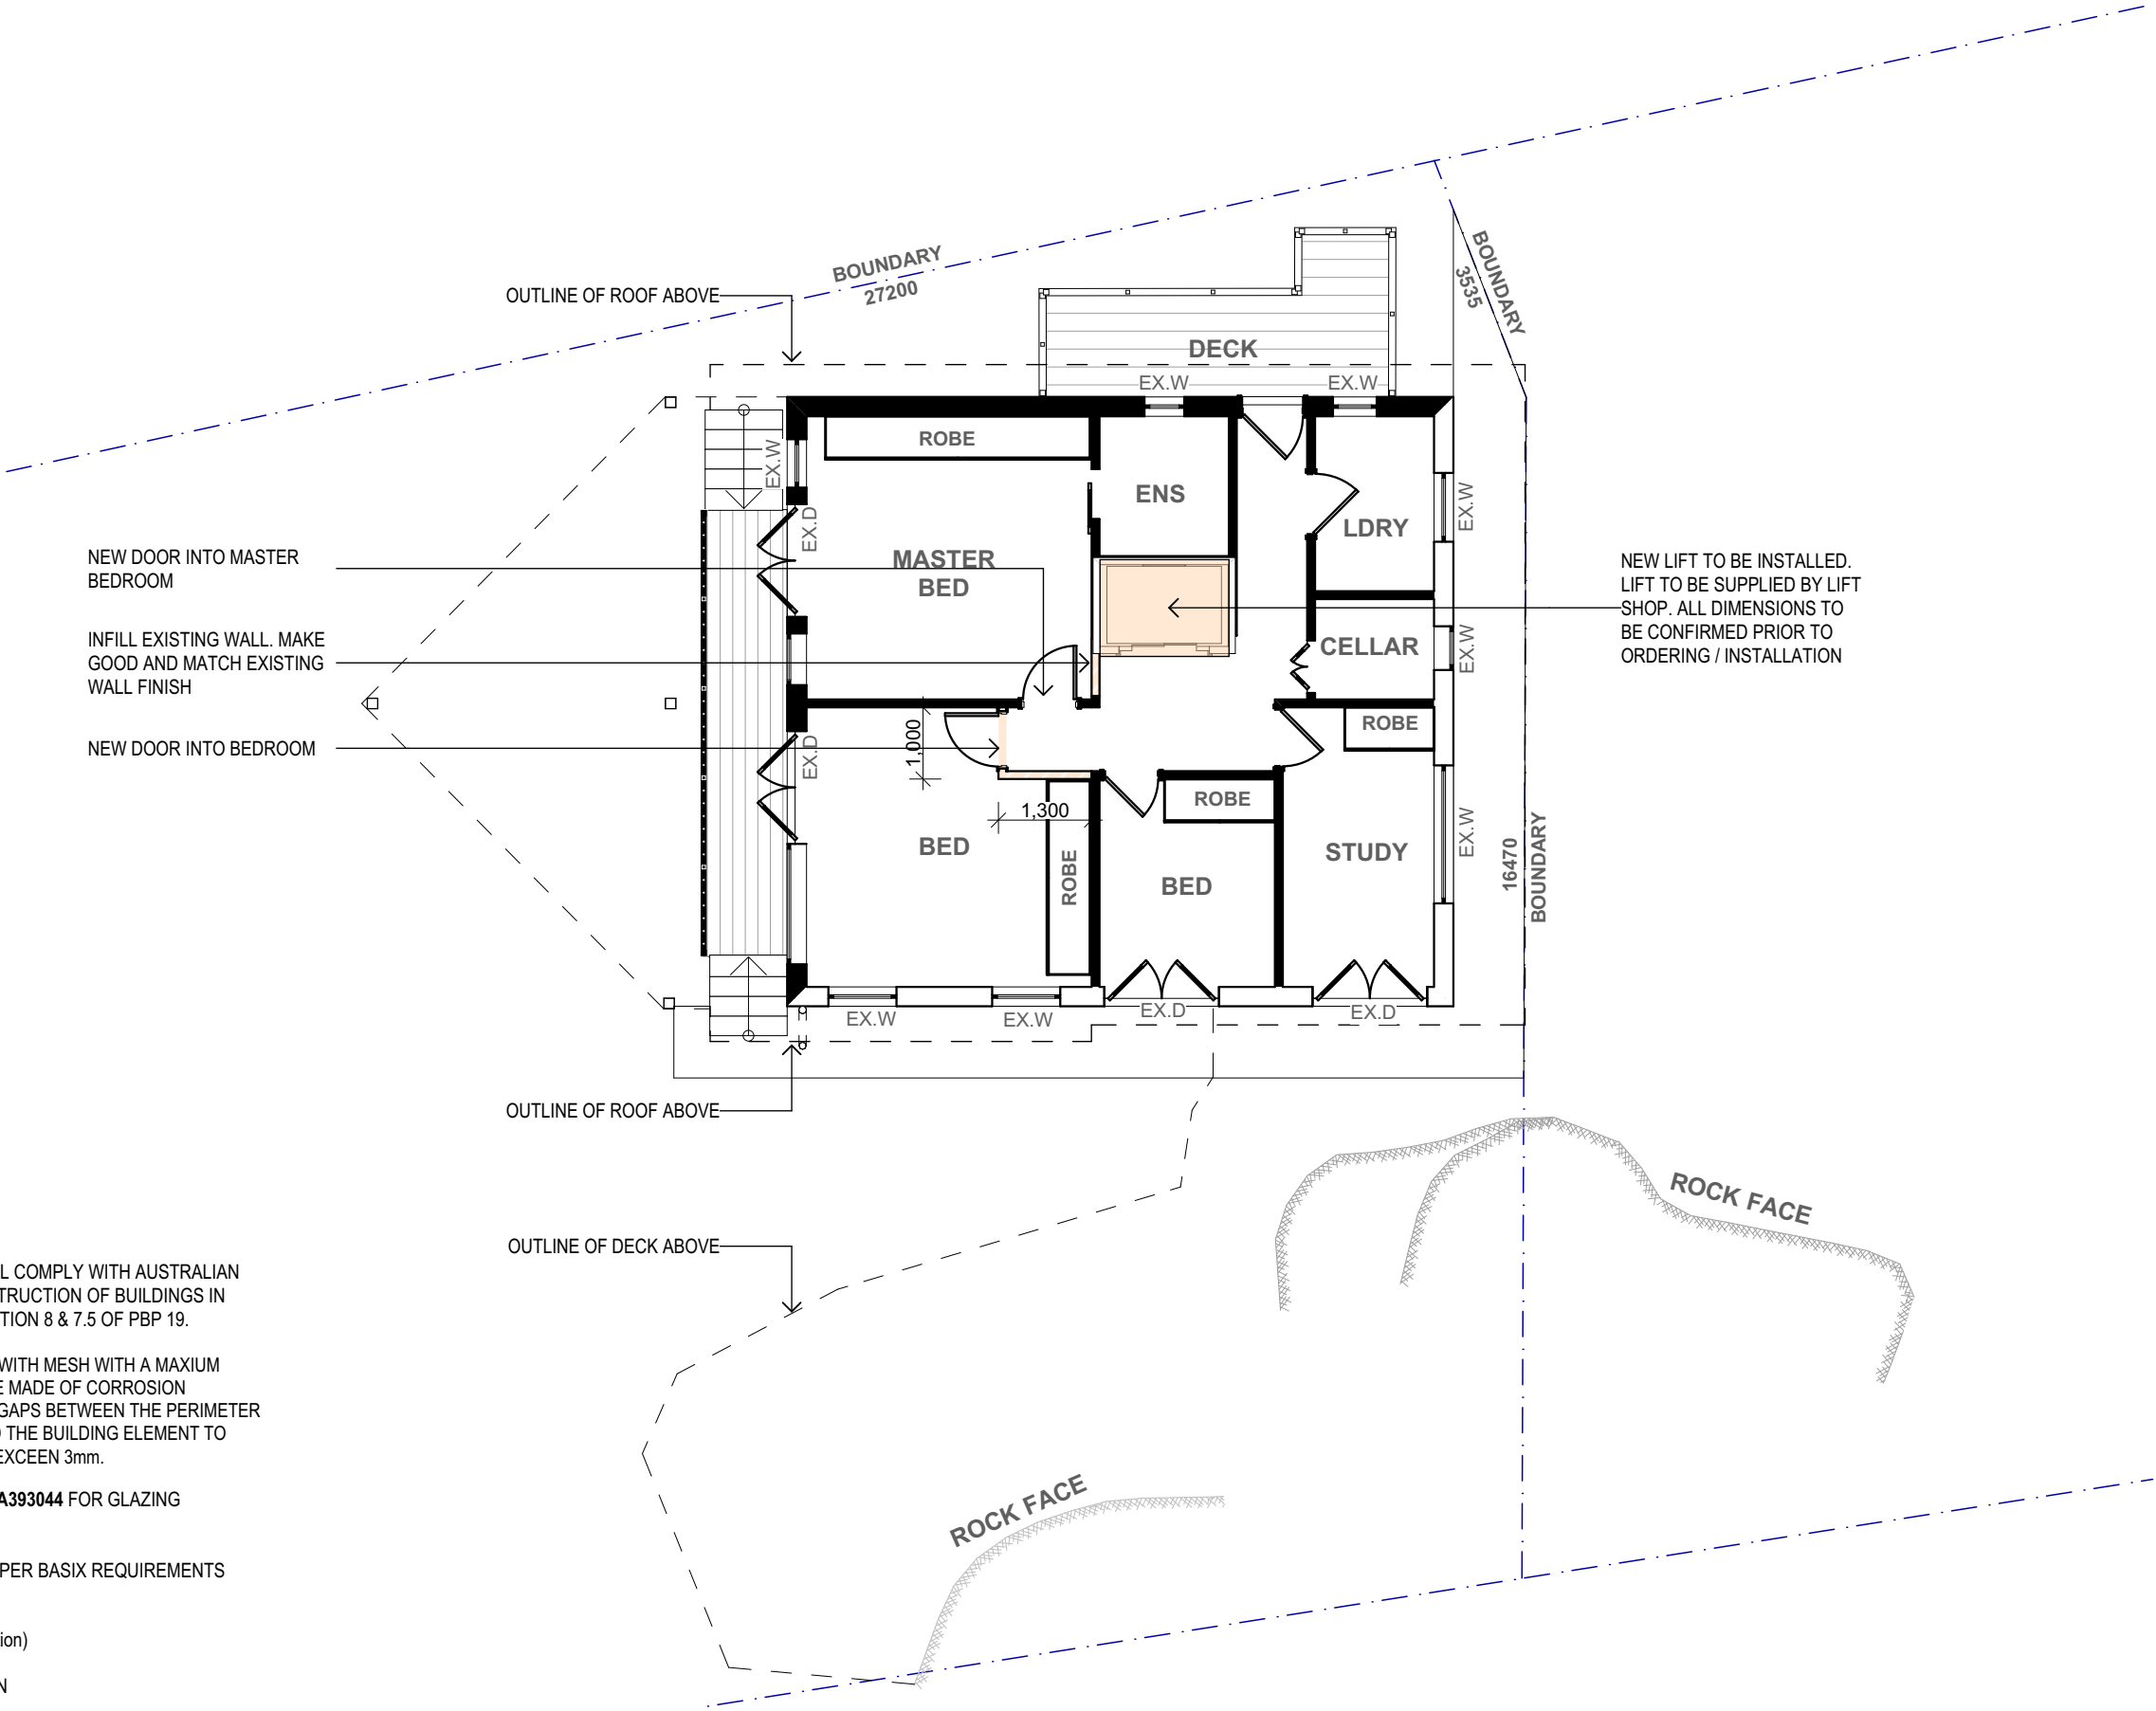 BOUNDARY
27200
BOUNDARY
3535
OUTLINE OF ROOF ABOVE
DECK
EX.W
EX.W
ROBE
EX.W
ENS
EX.W
LDRY
EX.D
MASTER
BED
NEW DOOR INTO MASTER
BEDROOM
NEW LIFT TO BE INSTALLED.
LIFT TO BE SUPPLIED BY LIFT
SHOP. ALL DIMENSIONS TO
BE CONFIRMED PRIOR TO
ORDERING / INSTALLATION
INFILL EXISTING WALL. MAKE
GOOD AND MATCH EXISTING
WALL FINISH
CELLAR
EX.W
ROBE
NEW DOOR INTO BEDROOM
1,000
EX.D
ROBE
1,300
BED
ROBE
BED
STUDY
EX.W
16470
BOUNDARY
EX.W
EX.W
EX.D
EX.D
OUTLINE OF ROOF ABOVE
ROCK FACE
OUTLINE OF DECK ABOVE
L COMPLY WITH AUSTRALIAN
TRUCTION OF BUILDINGS IN
TION 8 & 7.5 OF PBP 19.
WITH MESH WITH A MAXIUM
E MADE OF CORROSION
GAPS BETWEEN THE PERIMETER
D THE BUILDING ELEMENT TO
EXCEEN 3mm.
A393044 FOR GLAZING
ROCK FACE
PER BASIX REQUIREMENTS
ion)
N